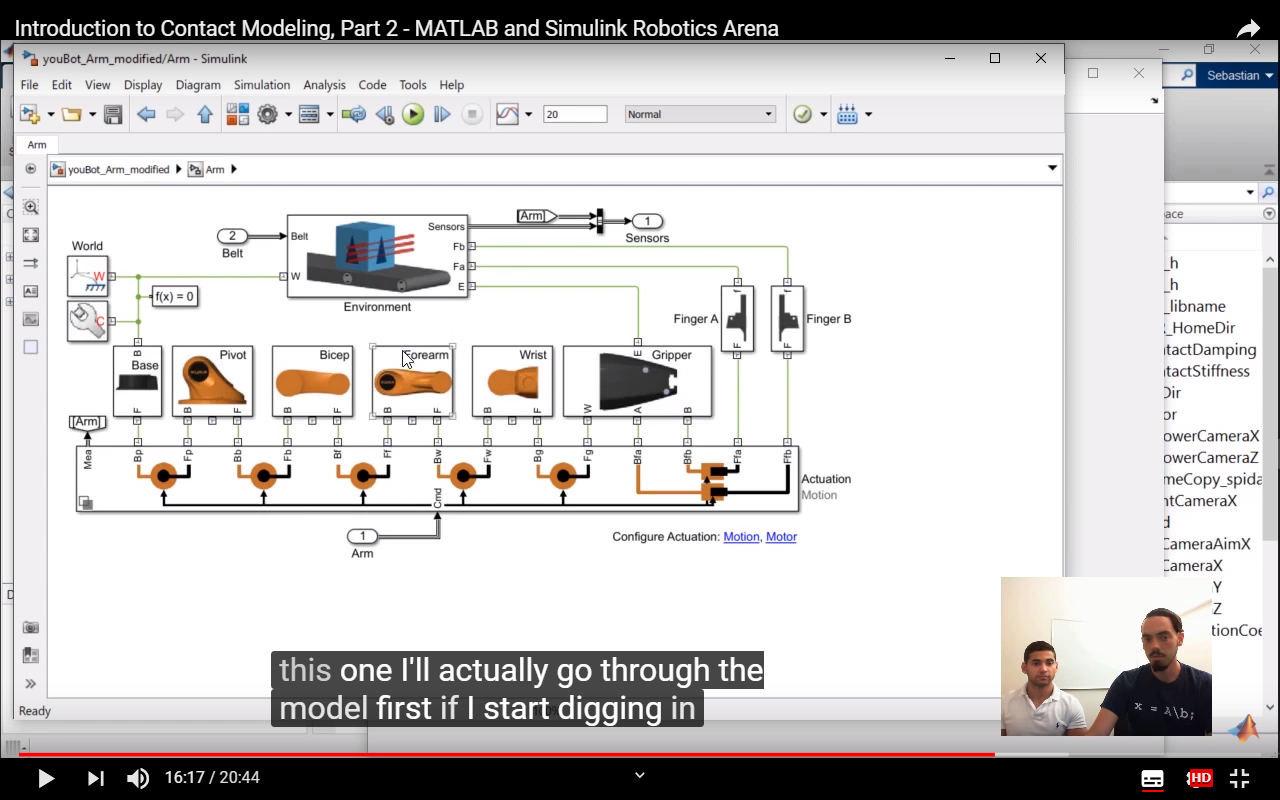 Introduction to Contact Modeling, Part 2 - MATLAB and Simulink Robotics Arena
youBot_Arm_modified/Arm - Simulink
File Edit View Display Diagram Simulation Analysis Code Tools Help
Sebastian
20
Normal
Arm
youBot_Arm_modified Arm
[Arm]
1
Sensors
2
Belt
Belt
W
Sensors
Fb
Fa
E
Environment
World
W
C
f(x) = 0
Finger A
f
F
Finger B
f
F
Base
B
F
Pivot
B
F
Bicep
B
F
Forearm
B
F
Wrist
B
F
Gripper
E
W
A
B
[Arm]
Mea
Bp
Fp
Bb
Fb
Bf
Ff
Bw
Fw
Bg
Fg
Bfa
Bfb
Ffa
Ffb
Cmd
Actuation
Motion
1
Arm
Configure Actuation: Motion, Motor
ace
_h
_h
_libname
_HomeDir
tactDamping
tactStiffness
Dir
or
owerCameraX
owerCameraZ
meCopy_spida
ntCameraX
d
CameraAimX
CameraX
Y
Z
tionCoe
x = A\b;
this one I'll actually go through the
model first if I start digging in
Ready
16:17 / 20:44
HD